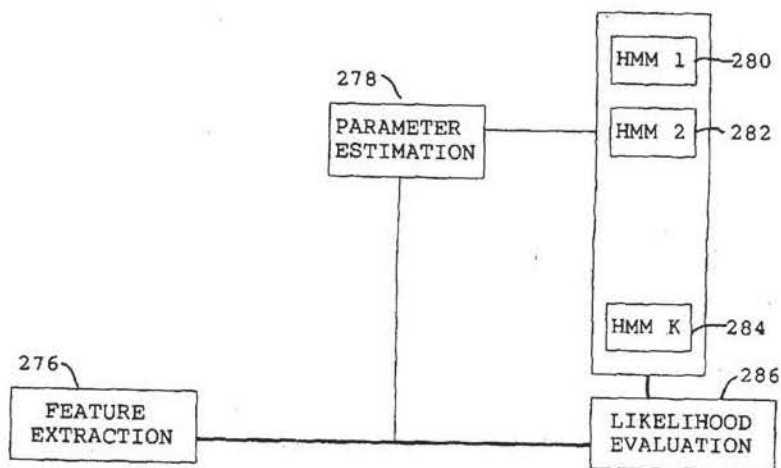 HMM 1
280
278
PARAMETER
ESTIMATION
HMM 2
282
HMM K
284
276
286
FEATURE
EXTRACTION
LIKELIHOOD
EVALUATION